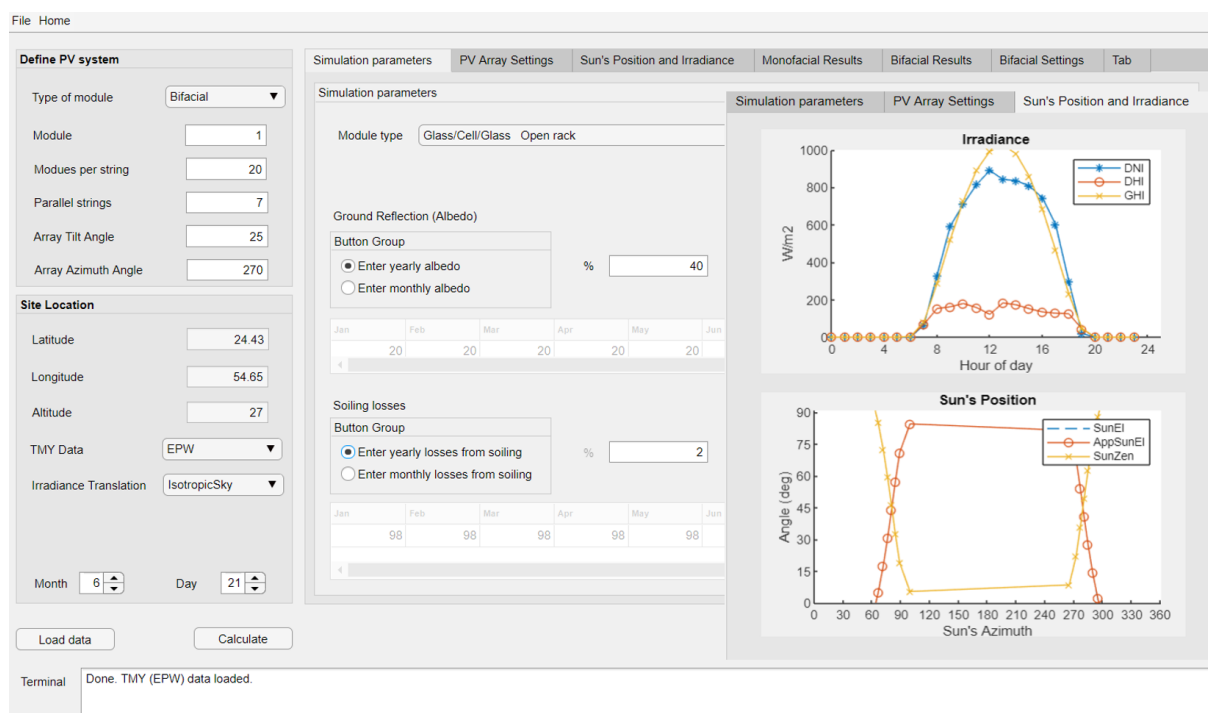 File Home
Define PV system
Type of module Bifacial
Module 1
Modues per string 20
Parallel strings 7
Array Tilt Angle 25
Array Azimuth Angle 270
Site Location
Latitude 24.43
Longitude 54.65
Altitude 27
TMY Data EPW
Irradiance Translation IsotropicSky
Month 6 Day 21
Load data Calculate
Simulation parameters PV Array Settings Sun's Position and Irradiance Monofacial Results Bifacial Results Bifacial Settings Tab
Simulation parameters
Module type Glass/Cell/Glass Open rack
Ground Reflection (Albedo)
Button Group
Enter yearly albedo % 40
Enter monthly albedo
Jan Feb Mar Apr May Jun
20 20 20 20 20
Soiling losses
Button Group
Enter yearly losses from soiling % 2
Enter monthly losses from soiling
Jan Feb Mar Apr May Jun
98 98 98 98 98
Simulation parameters PV Array Settings Sun's Position and Irradiance
Irradiance
1000
800
600
400
200
0
W/m2
DNI
DHI
GHI
0 4 8 12 16 20 24
Hour of day
Sun's Position
90
75
60
45
30
15
0
Angle (deg)
SunEl
AppSunEl
SunZen
0 30 60 90 120 150 180 210 240 270 300 330 360
Sun's Azimuth
Terminal Done. TMY (EPW) data loaded.